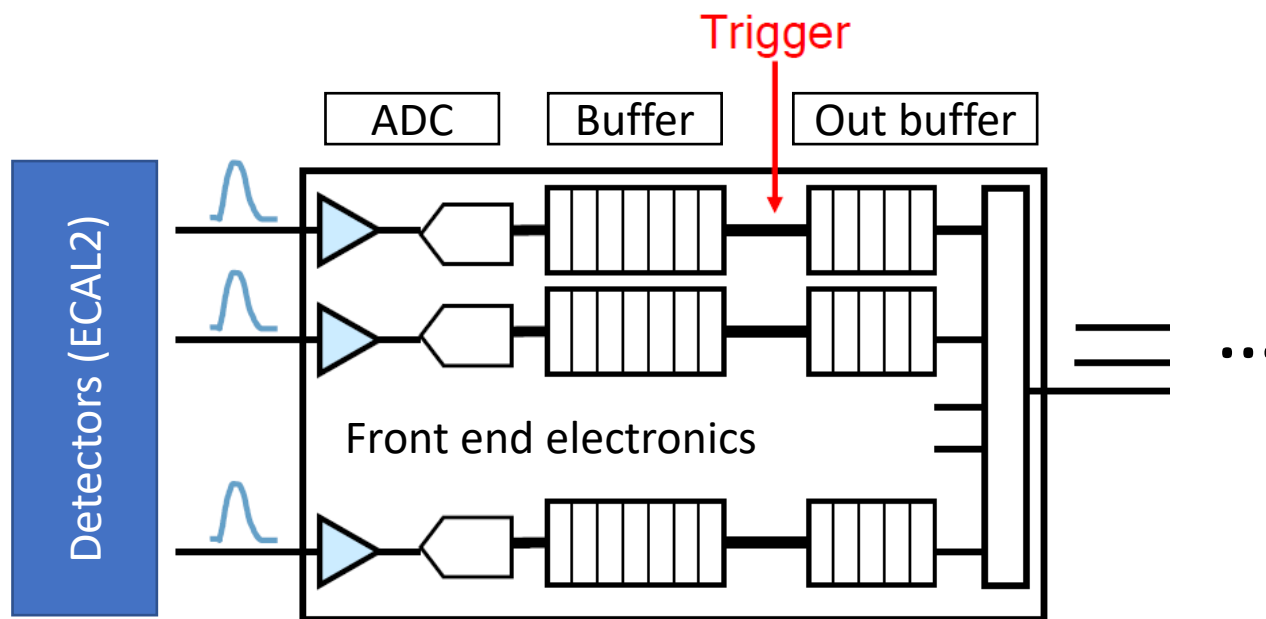 Trigger
ADC
Buffer
Out buffer
Detectors (ECAL2)
Front end electronics
...